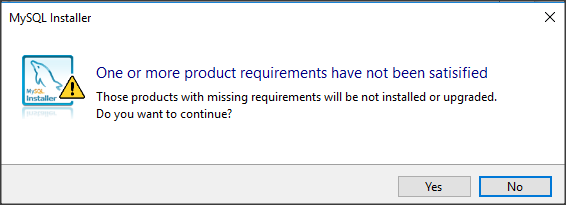 MySQL Installer
One or more product requirements have not been satisified
MySQL
Installer
Those products with missing requirements will be not installed or upgraded.
Do you want to continue?
Yes No